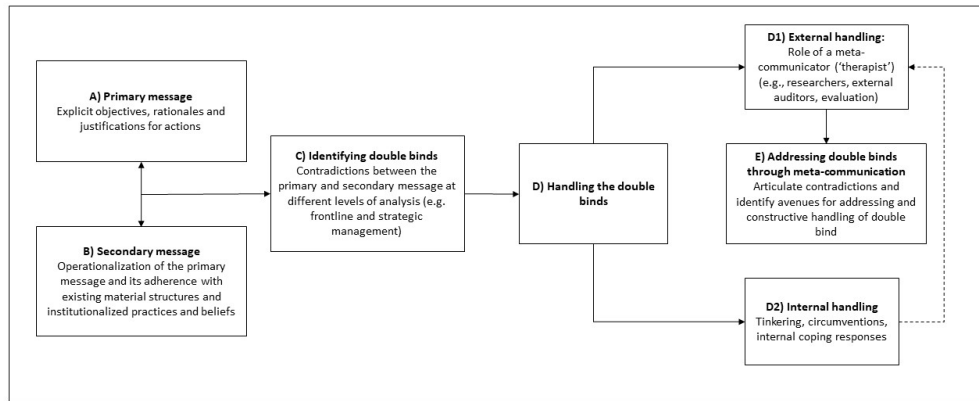 A) Primary message
Explicit objectives, rationales and
justifications for actions
B) Secondary message
Operationalization of the primary
message and its adherence with
existing material structures and
institutionalized practices and beliefs
C) Identifying double binds
Contradictions between the
primary and secondary message at
different levels of analysis (e.g.
frontline and strategic
management)
D) Handling the double
binds
D1) External handling:
Role of a meta-
communicator (‘therapist’)
(e.g., researchers, external
auditors, evaluation)
E) Addressing double binds
through meta-communication
Articulate contradictions and
identify avenues for addressing and
constructive handling of double
bind
D2) Internal handling
Tinkering, circumventions,
internal coping responses